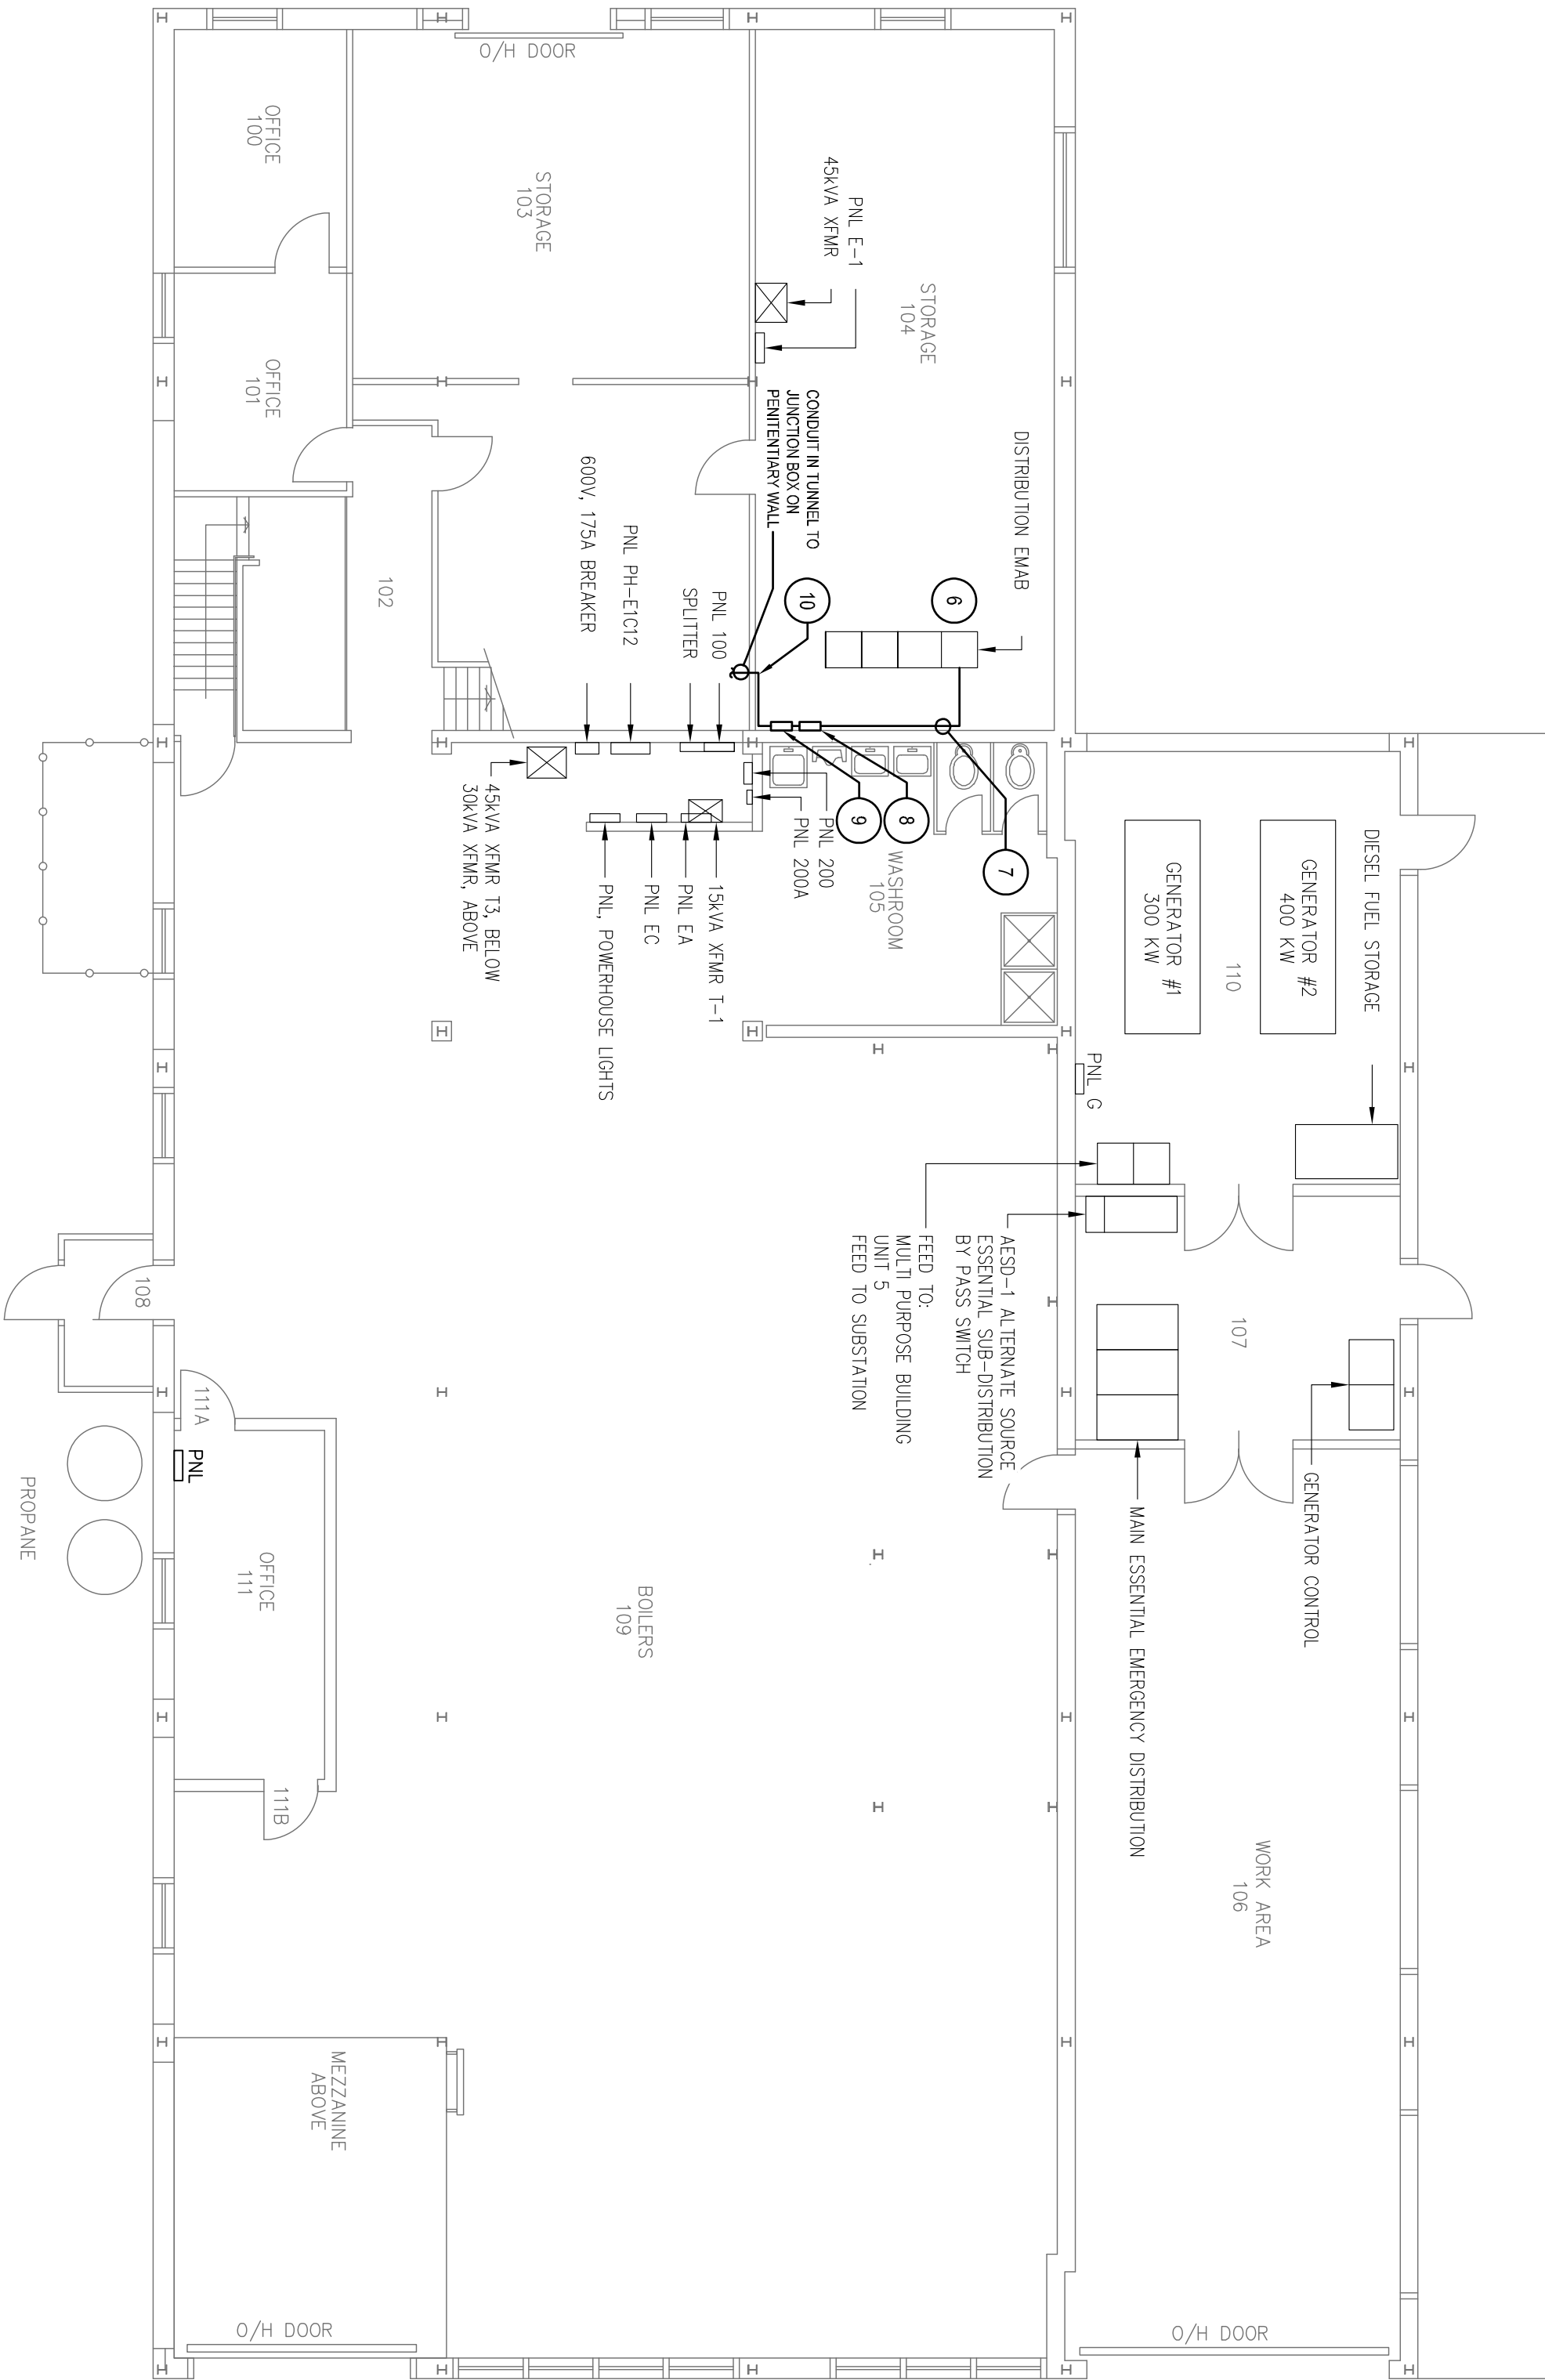 O/H DOOR
OFFICE
100
STORAGE
103
PNL E-1
45kVA XFMR
STORAGE
104
OFFICE
101
CONDUIT IN TUNNEL TO
JUNCTION BOX ON
PENITENTIARY WALL
DISTRIBUTION EMAB
6
10
102
600V, 175A BREAKER
PNL PH-E1C12
SPLITTER
PNL 100
9
8
7
PNL 200
PNL 200A
WASHROOM
105
15kVA XFMR T-1
PNL EA
PNL EC
PNL, POWERHOUSE LIGHTS
45kVA XFMR T3, BELOW
30kVA XFMR, ABOVE
DIESEL FUEL STORAGE
GENERATOR #2
400 KW
110
GENERATOR #1
300 KW
PNL G
AESD-1 ALTERNATE SOURCE
ESSENTIAL SUB-DISTRIBUTION
BY PASS SWITCH
FEED TO:
MULTI PURPOSE BUILDING
UNIT 5
FEED TO SUBSTATION
107
GENERATOR CONTROL
MAIN ESSENTIAL EMERGENCY DISTRIBUTION
108
111A
PNL
PROPANE
OFFICE
111
111B
BOILERS
109
WORK AREA
106
MEZZANINE
ABOVE
O/H DOOR
O/H DOOR